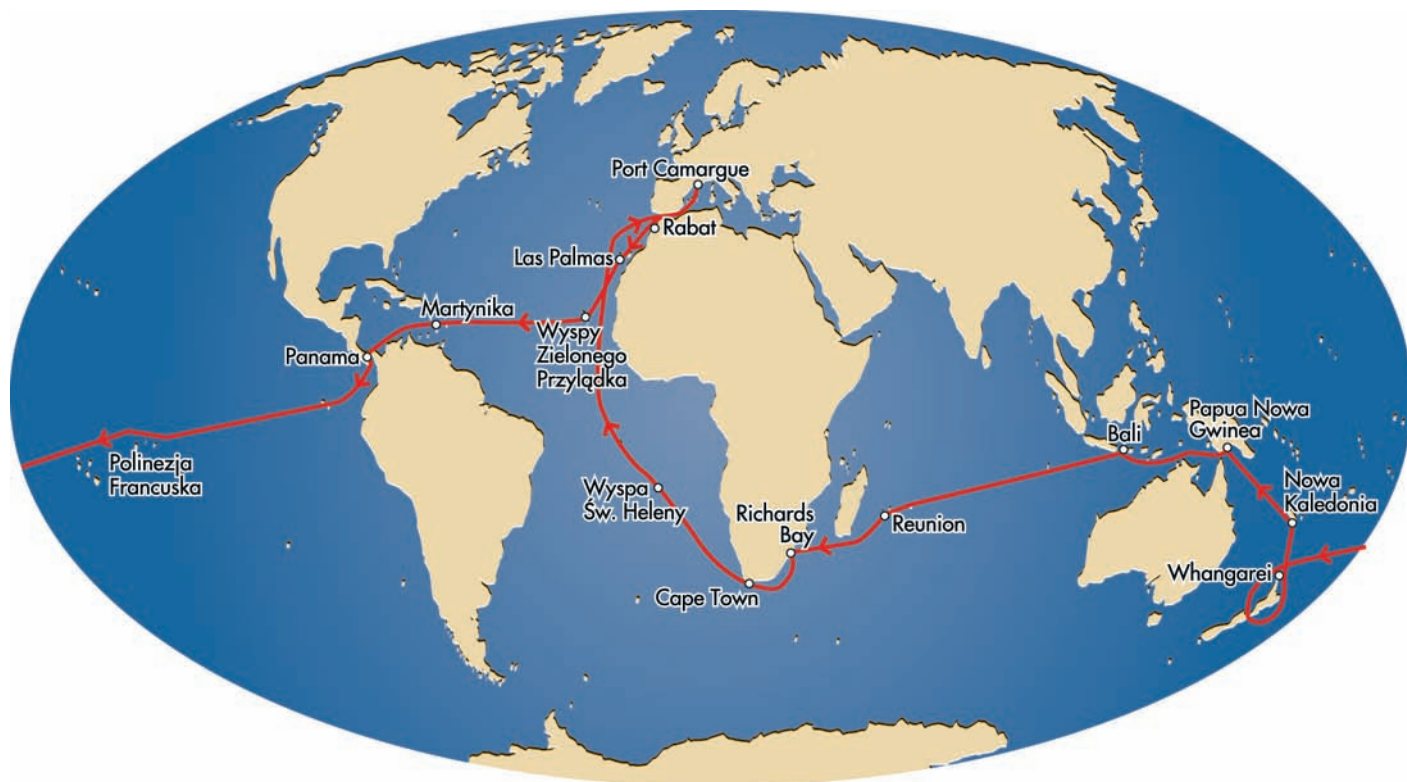 Port Camargue
Rabat
Las Palmas
Martynika
Wyspy
Zielonego
Przylądka
Panama
Polinezja
Francuska
Wyspa
Św. Heleny
Richards
Bay
Cape Town
Reunion
Bali
Papua Nowa
Gwinea
Nowa
Kaledonia
Whangarei